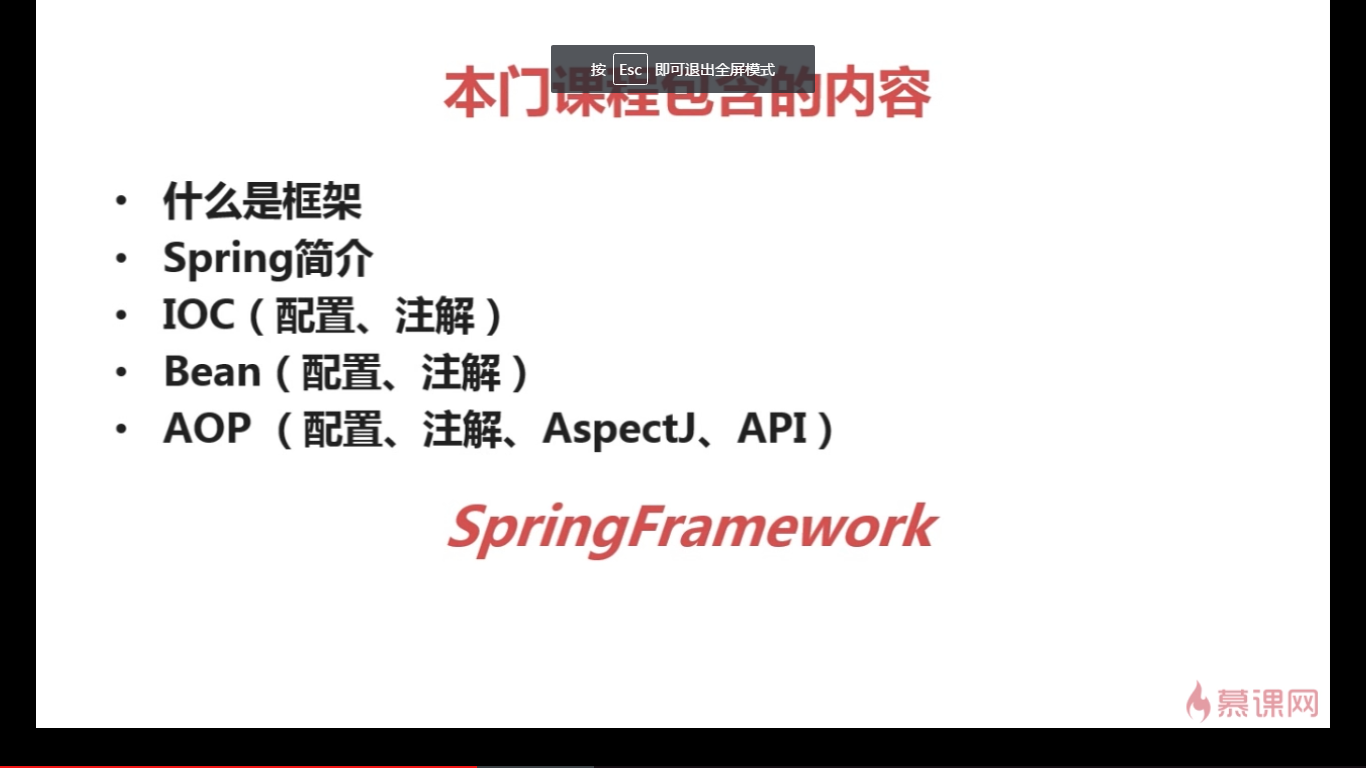 按 Esc 即可退出全屏模式
本门课程包含的内容
• 什么是框架
• Spring简介
• IOC（配置、注解）
• Bean（配置、注解）
• AOP （配置、注解、AspectJ、API）
SpringFramework
慕课网